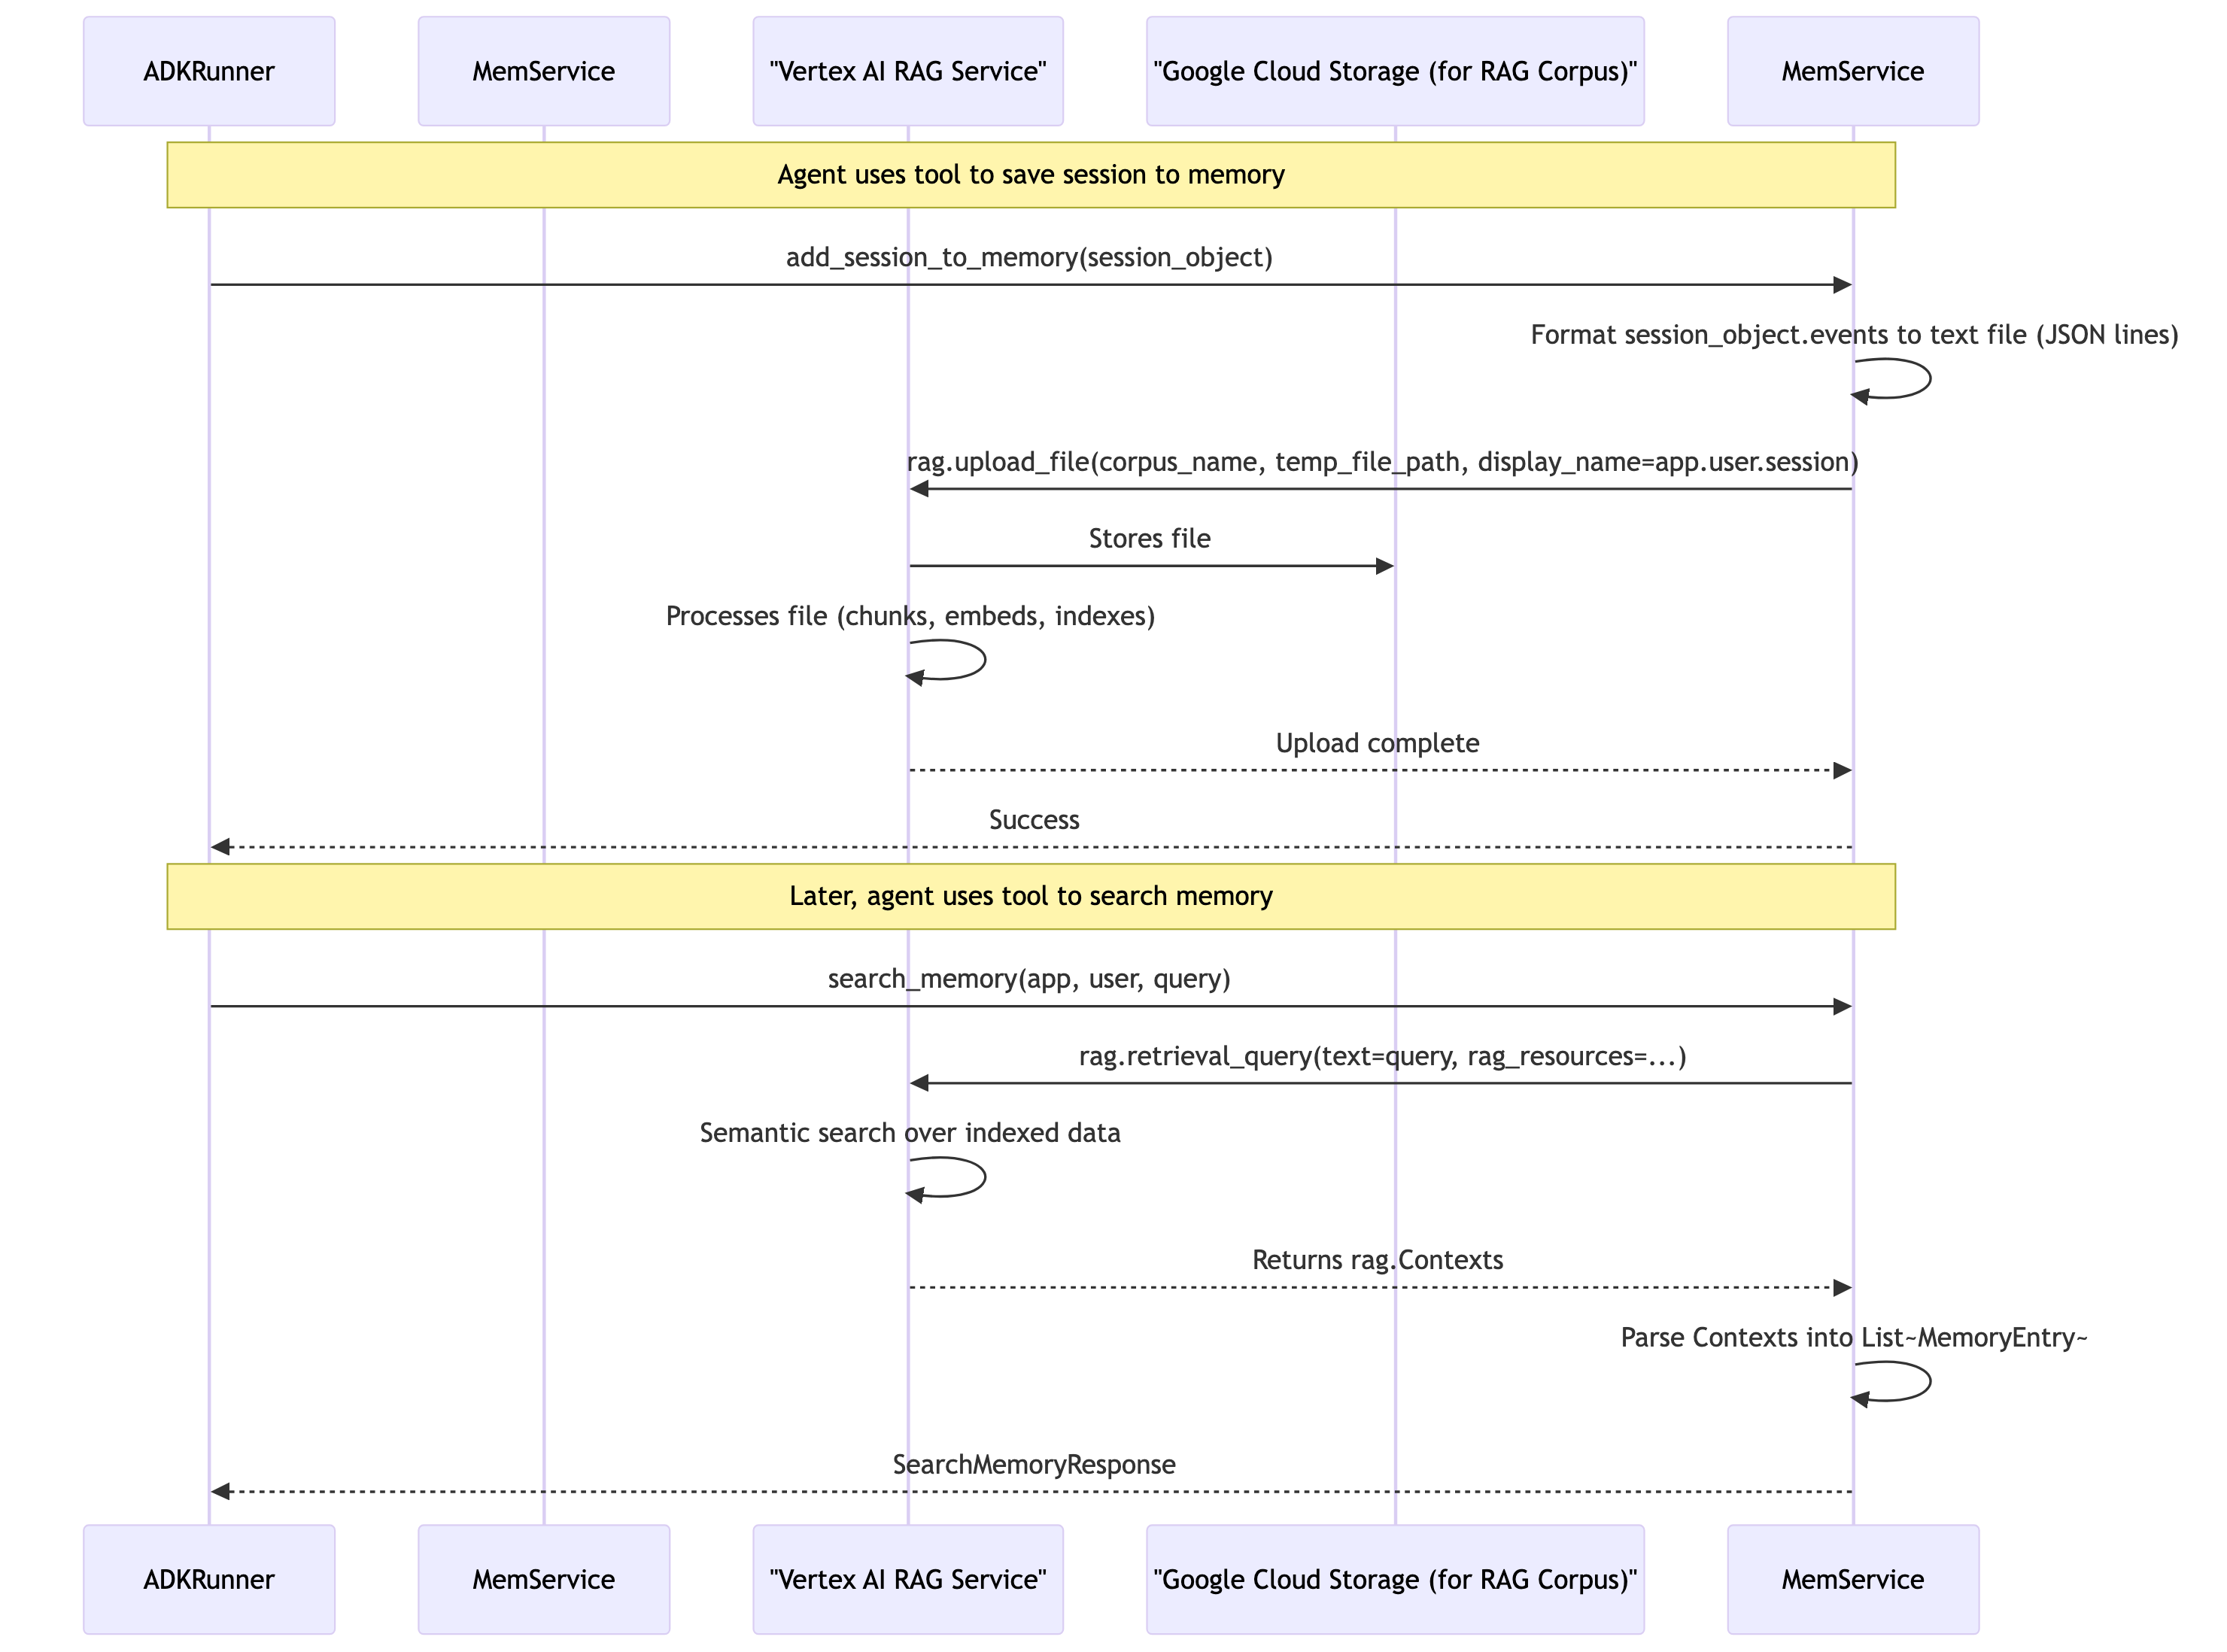 ADKRunner
MemService
"Vertex AI RAG Service"
"Google Cloud Storage (for RAG Corpus)"
MemService
Agent uses tool to save session to memory
add_session_to_memory(session_object)
Format session_object.events to text file (JSON lines)
rag.upload_file(corpus_name, temp_file_path, display_name=app.user.session)
Stores file
Processes file (chunks, embeds, indexes)
Upload complete
Success
Later, agent uses tool to search memory
search_memory(app, user, query)
rag.retrieval_query(text=query, rag_resources=...)
Semantic search over indexed data
Returns rag.Contexts
Parse Contexts into List~MemoryEntry~
SearchMemoryResponse
ADKRunner
MemService
"Vertex AI RAG Service"
"Google Cloud Storage (for RAG Corpus)"
MemService